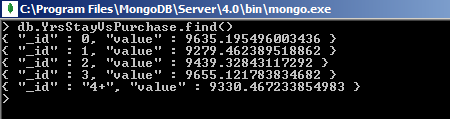 C:\Program Files\MongoDB\Server\4.0\bin\mongo.exe
> db.YrsStayVsPurchase.find()
{ "_id" : 0, "value" : 9635.195496003436 }
{ "_id" : 1, "value" : 9279.462389518862 }
{ "_id" : 2, "value" : 9439.32843117292 }
{ "_id" : 3, "value" : 9655.121783834682 }
{ "_id" : "4+", "value" : 9330.467233854983 }
>